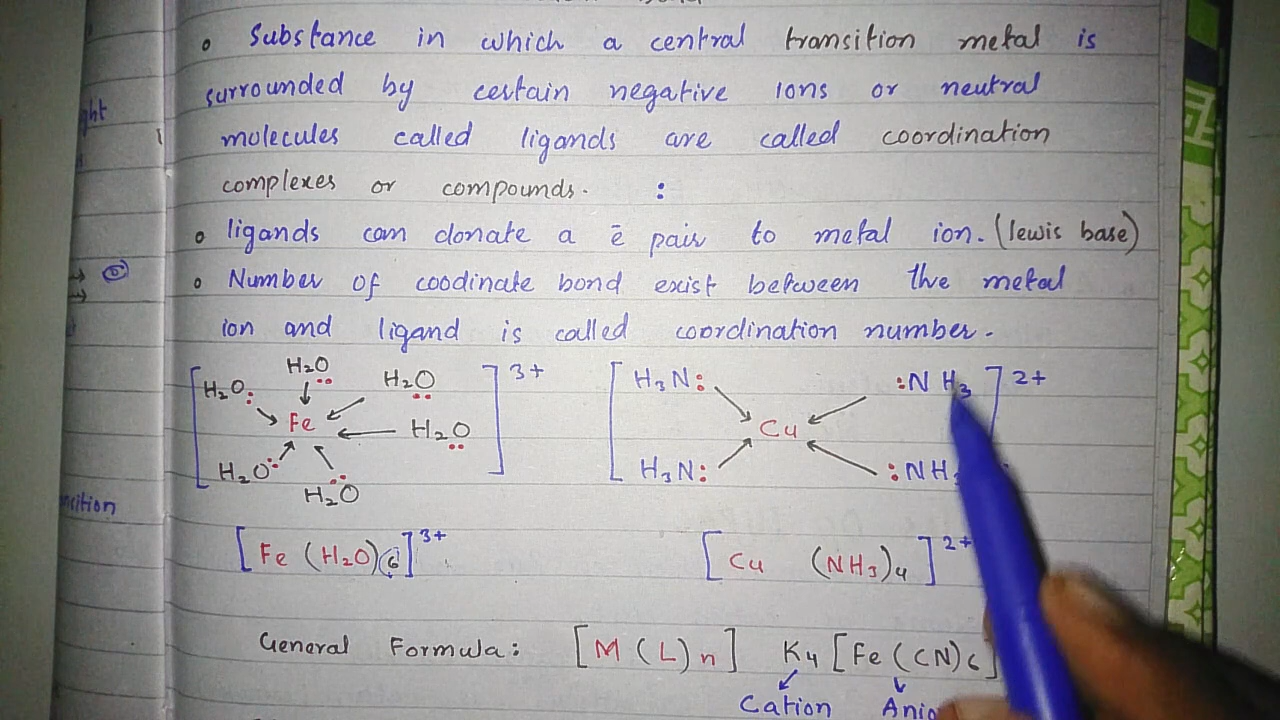 • Substance in which a central transition metal is
surrounded by certain negative ions or neutral
molecules called ligands are called coordination
complexes or compounds. :
• ligands can donate a ē pair to metal ion. (lewis base)
• Number of coodinate bond exist between the metal
ion and ligand is called coordination number.
[H₂O: H₂O H₂O Fe H₂O H₂O: H₂O]³⁺
[H₃N: :NH₃ Cu H₃N: :NH₃]²⁺
[Fe (H₂O)₆]³⁺ [Cu (NH₃)₄]²⁺
General Formula: [M (L) n] K₄ [Fe (CN)₆]
Cation
ght